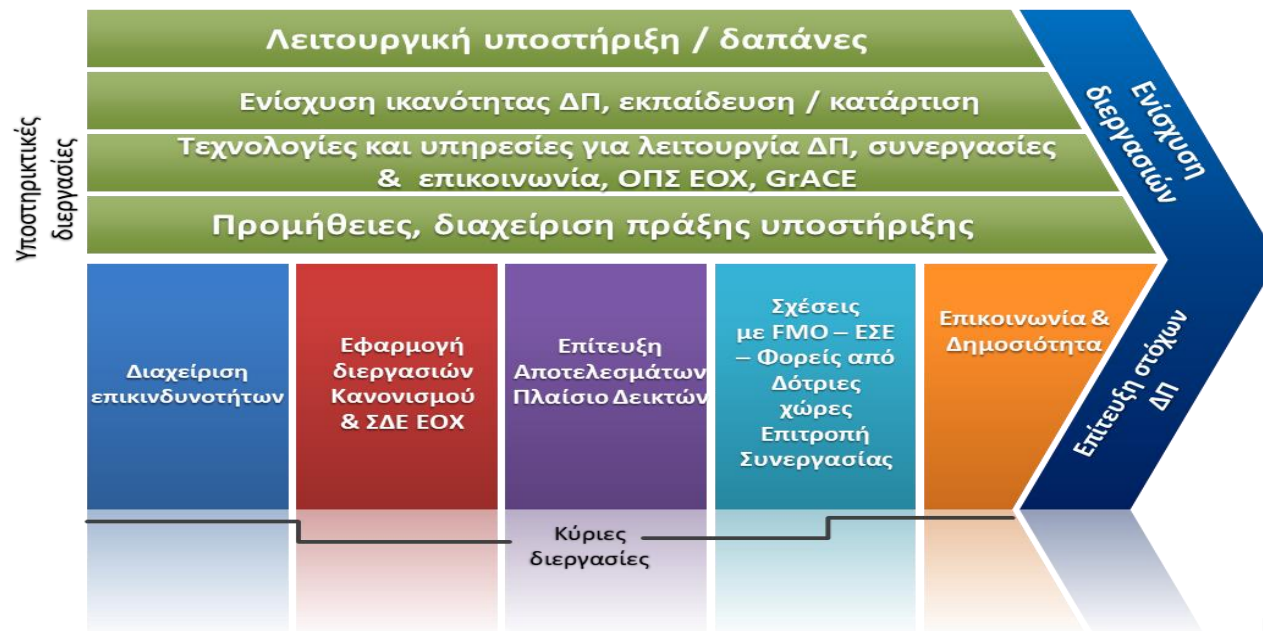 Υποστηρικτικές
διεργασίες
Λειτουργική υποστήριξη / δαπάνες
Ενίσχυση ικανότητας ΔΠ, εκπαίδευση / κατάρτιση
Τεχνολογίες και υπηρεσίες για λειτουργία ΔΠ, συνεργασίες
& επικοινωνία, ΟΠΣ ΕΟΧ, GrACE
Προμήθειες, διαχείριση πράξης υποστήριξης
Ενίσχυση
διεργασιών
Διαχείριση
επικινδυνοτήτων
Εφαρμογή
διεργασιών
Κανονισμού
& ΣΔΕ ΕΟΧ
Επίτευξη
Αποτελεσμάτων
Πλαίσιο Δεικτών
Σχέσεις
με FMO – ΕΣΕ
– Φορείς από
Δότριες
χώρες
Επιτροπή
Συνεργασίας
Επικοινωνία &
Δημοσιότητα
Επίτευξη στόχων
ΔΠ
Κύριες
διεργασίες